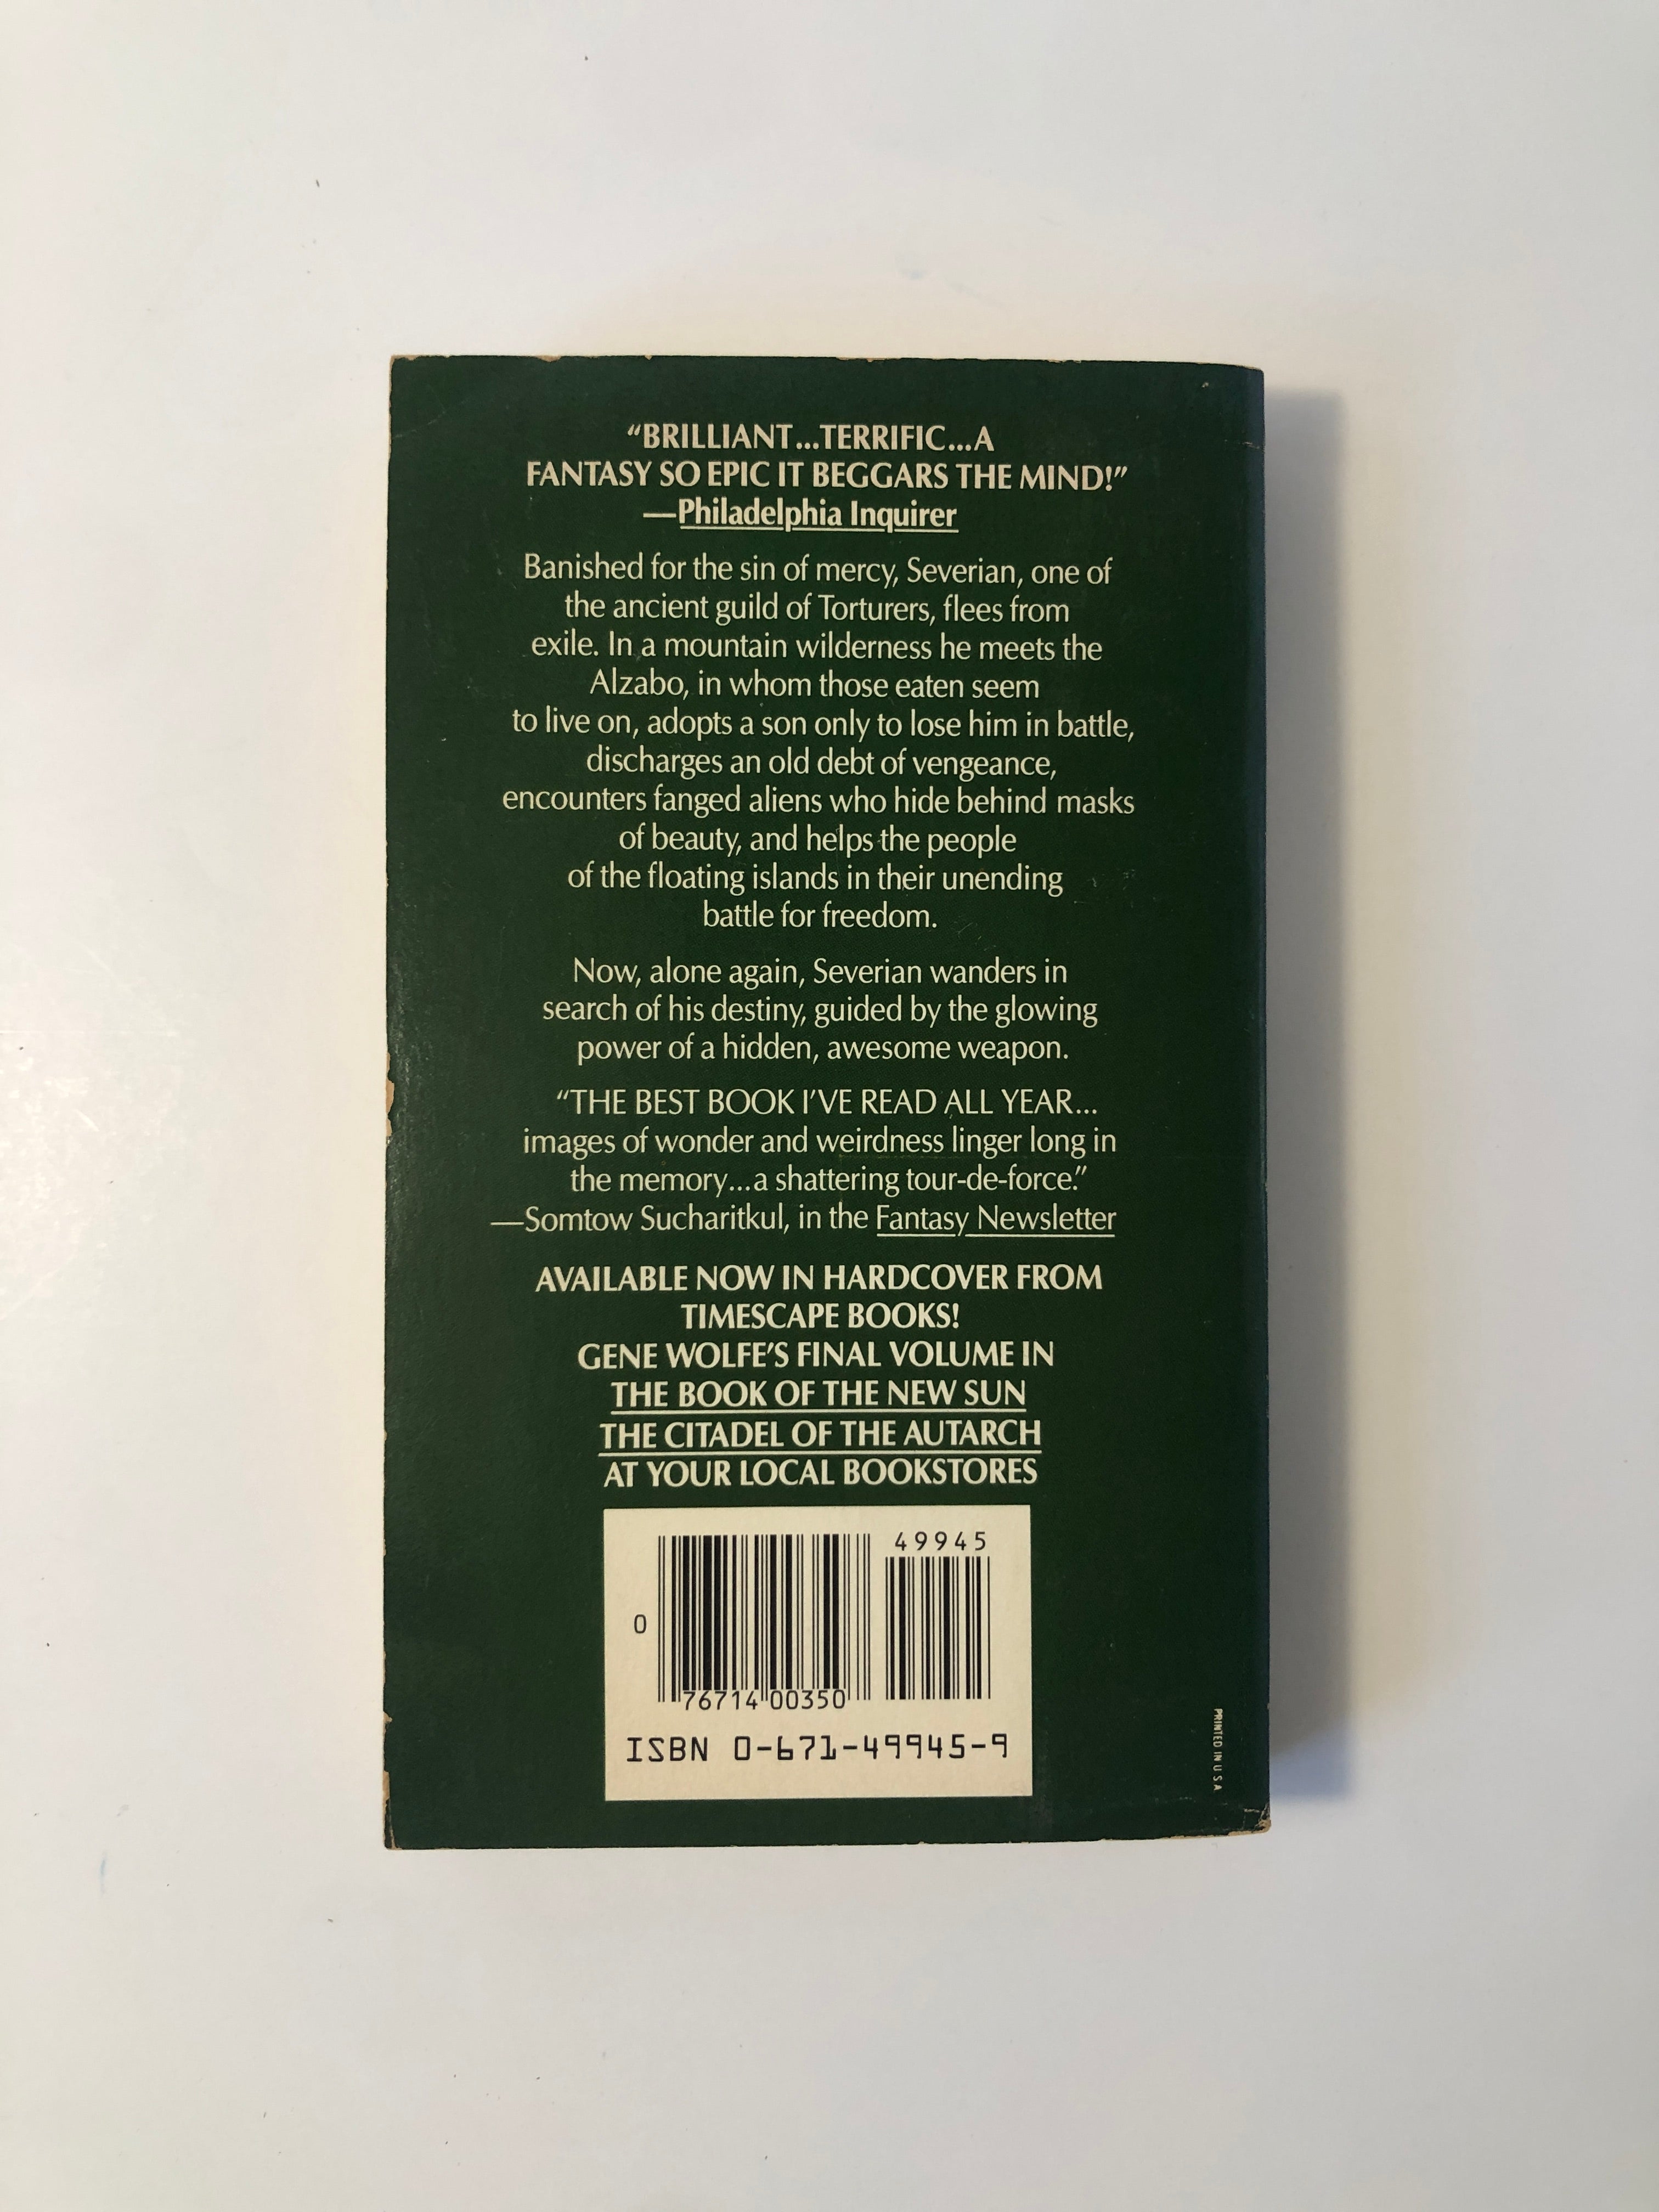 “BRILLIANT...TERRIFIC...A
FANTASY SO EPIC IT BEGGARS THE MIND!”
—Philadelphia Inquirer
Banished for the sin of mercy, Severian, one of
the ancient guild of Torturers, flees from
exile. In a mountain wilderness he meets the
Alzabo, in whom those eaten seem
to live on, adopts a son only to lose him in battle,
discharges an old debt of vengeance,
encounters fanged aliens who hide behind masks
of beauty, and helps the people
of the floating islands in their unending
battle for freedom.
Now, alone again, Severian wanders in
search of his destiny, guided by the glowing
power of a hidden, awesome weapon.
“THE BEST BOOK I’VE READ ALL YEAR...
images of wonder and weirdness linger long in
the memory...a shattering tour-de-force.”
—Somtow Sucharitkul, in the Fantasy Newsletter
AVAILABLE NOW IN HARDCOVER FROM
TIMESCAPE BOOKS!
GENE WOLFE’S FINAL VOLUME IN
THE BOOK OF THE NEW SUN
THE CITADEL OF THE AUTARCH
AT YOUR LOCAL BOOKSTORES
49945
0
76714 00350
ISBN 0-671-49945-9
PRINTED IN U S A